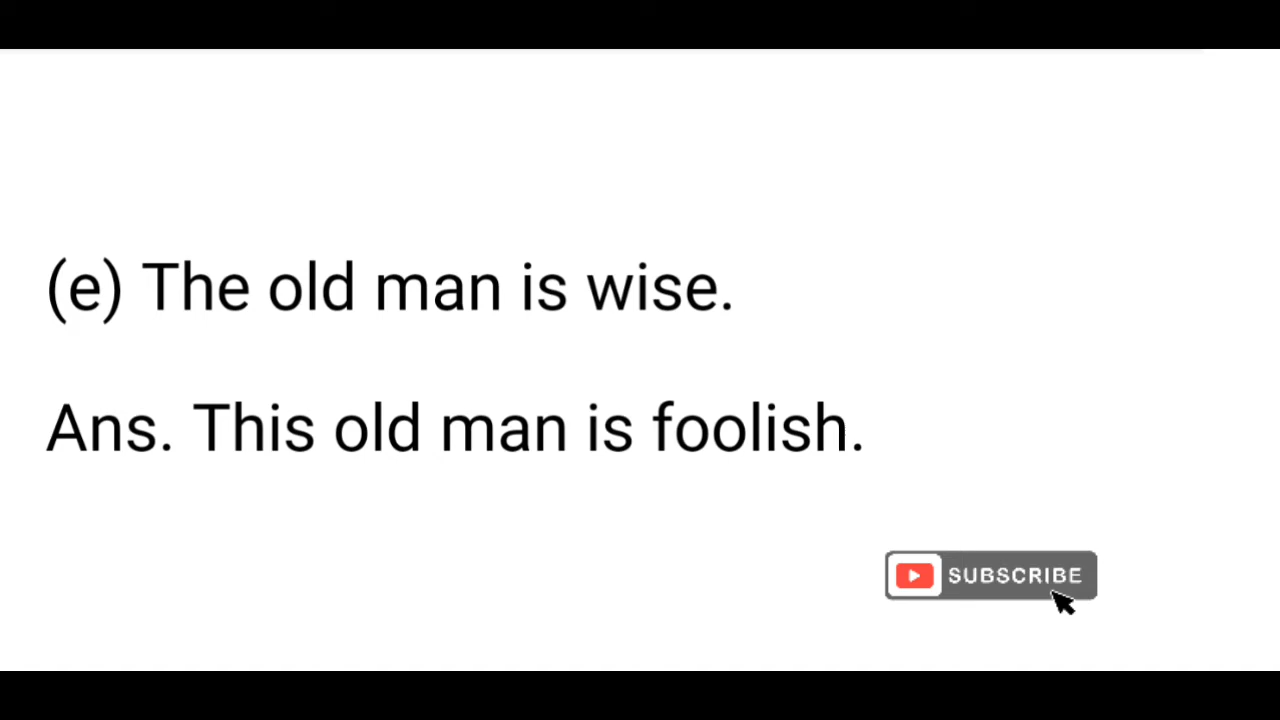 (e) The old man is wise.
Ans. This old man is foolish.
SUBSCRIBE